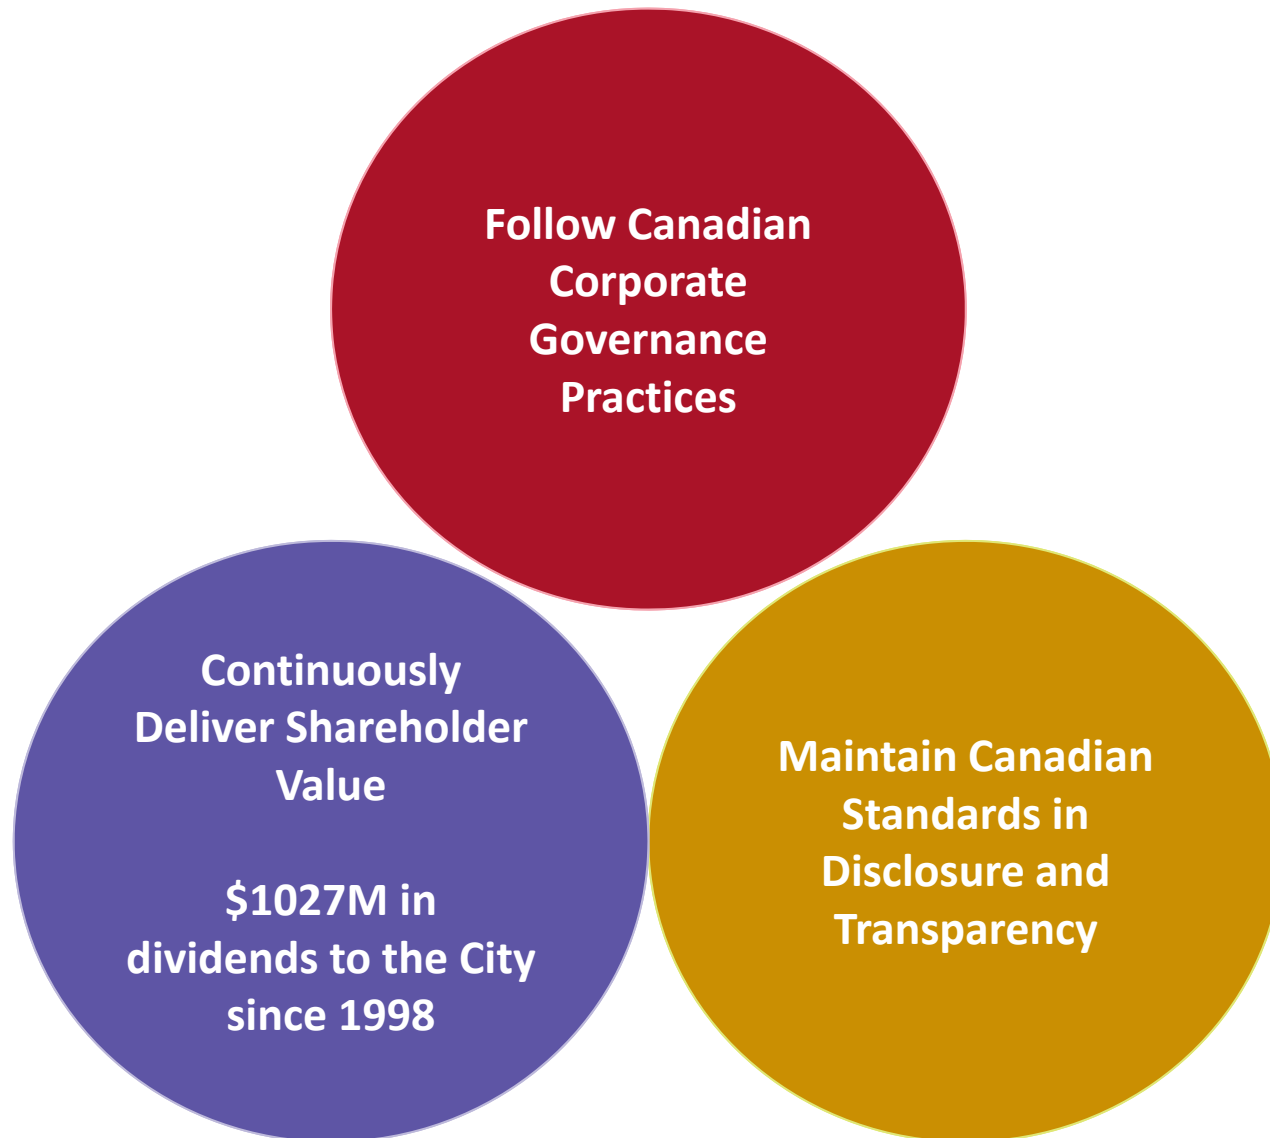 Follow Canadian
Corporate
Governance
Practices
Continuously
Deliver Shareholder
Value
$1027M in
dividends to the City
since 1998
Maintain Canadian
Standards in
Disclosure and
Transparency